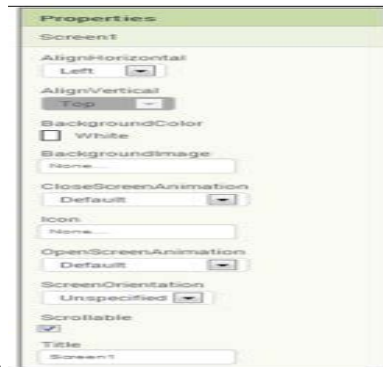 Properties
Screen1
AlignHorizontal
Left
AlignVertical
Top
BackgroundColor
White
BackgroundImage
None...
CloseScreenAnimation
Default
Icon
None...
OpenScreenAnimation
Default
ScreenOrientation
Unspecified
Scrollable
Title
Screen1